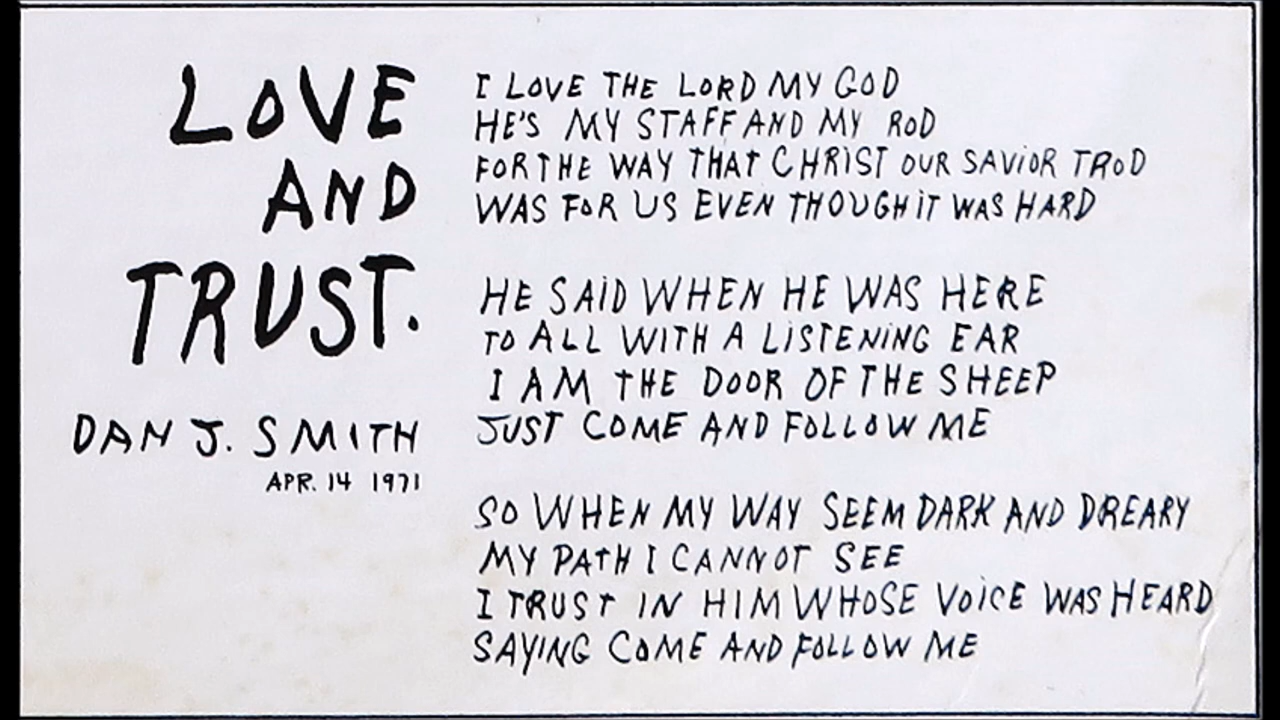 LOVE
AND
TRUST.
DAN J. SMITH
APR. 14 1971
I LOVE THE LORD MY GOD
HE'S MY STAFF AND MY ROD
FOR THE WAY THAT CHRIST OUR SAVIOR TROD
WAS FOR US EVEN THOUGH IT WAS HARD
HE SAID WHEN HE WAS HERE
TO ALL WITH A LISTENING EAR
I AM THE DOOR OF THE SHEEP
JUST COME AND FOLLOW ME
SO WHEN MY WAY SEEM DARK AND DREARY
MY PATH I CANNOT SEE
I TRUST IN HIM WHOSE VOICE WAS HEARD
SAYING COME AND FOLLOW ME